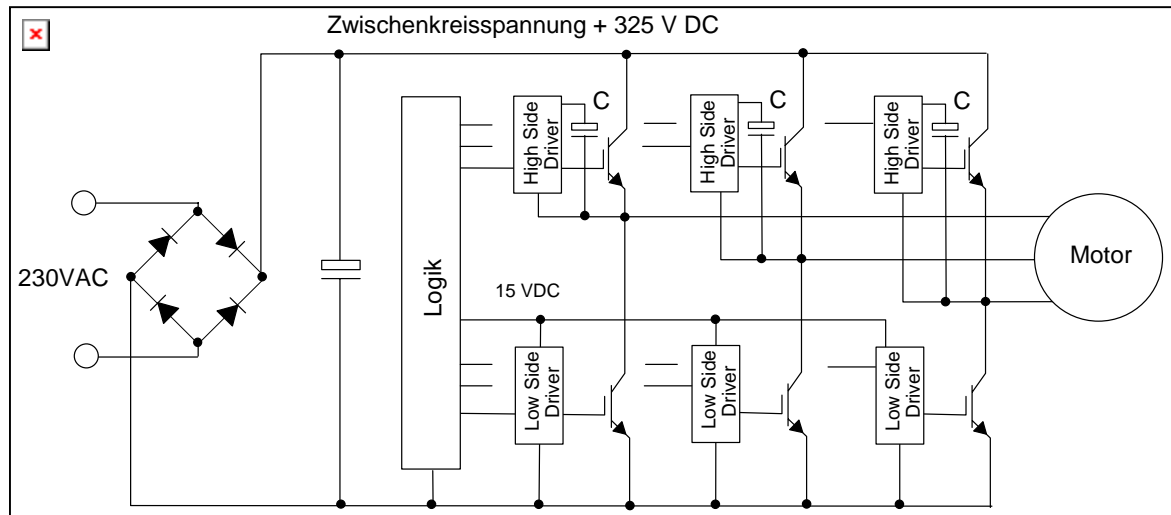 Zwischenkreisspannung + 325 V DC
C
C
C
High Side
Driver
High Side
Driver
High Side
Driver
230VAC
Logik
Motor
15 VDC
Low Side
Driver
Low Side
Driver
Low Side
Driver